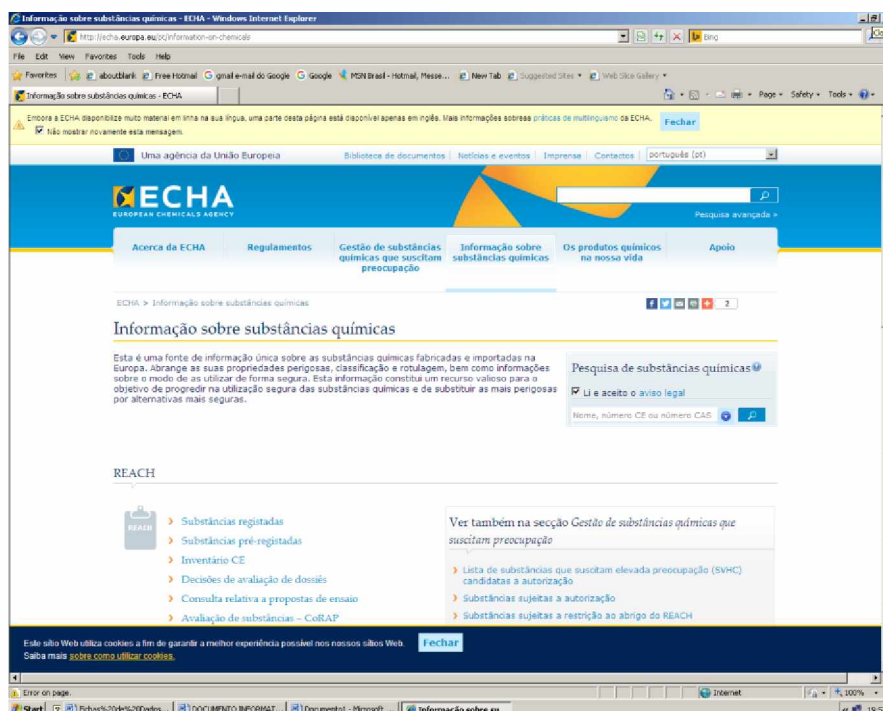 Informação sobre substâncias químicas - ECHA - Windows Internet Explorer
http://echa.europa.eu/pt/information-on-chemicals
Bing
File Edit View Favorites Tools Help
Favorites about:blank Free Hotmail gmail e-mail do Google Google MSN Brasil - Hotmail, Messe... New Tab Suggested Sites Web Slice Gallery
Informação sobre substâncias químicas - ECHA
Page Safety Tools
Embora a ECHA disponibilize muito material em linha na sua língua, uma parte desta página está disponível apenas em inglês. Mais informações sobreas práticas de multilinguismo da ECHA.
Fechar
Não mostrar novamente esta mensagem.
Uma agência da União Europeia
Biblioteca de documentos Notícias e eventos Imprensa Contactos português (pt)
ECHA
EUROPEAN CHEMICALS AGENCY
Pesquisa avançada »
Acerca da ECHA
Regulamentos
Gestão de substâncias
químicas que suscitam
preocupação
Informação sobre
substâncias químicas
Os produtos químicos
na nossa vida
Apoio
ECHA > Informação sobre substâncias químicas
2
Informação sobre substâncias químicas
Esta é uma fonte de informação única sobre as substâncias químicas fabricadas e importadas na
Europa. Abrange as suas propriedades perigosas, classificação e rotulagem, bem como informações
sobre o modo de as utilizar de forma segura. Esta informação constitui um recurso valioso para o
objetivo de progredir na utilização segura das substâncias químicas e de substituir as mais perigosas
por alternativas mais seguras.
Pesquisa de substâncias químicas
Li e aceito o aviso legal
Nome, número CE ou número CAS
REACH
REACH
Substâncias registadas
Substâncias pré-registadas
Inventário CE
Decisões de avaliação de dossiês
Consulta relativa a propostas de
ensaio
Avaliação de substâncias – CoRAP
Ver também na secção Gestão de substâncias químicas que
suscitam preocupação
Lista de substâncias que suscitam elevada preocupação (SVHC)
candidatas a autorização
Substâncias sujeitas a autorização
Substâncias sujeitas a restrição ao abrigo do REACH
Este sítio Web utiliza cookies a fim de garantir a melhor experiência possível nos nossos sítios Web.
Saiba mais sobre como utilizar cookies.
Fechar
Error on page.
Internet
100%
Start
Fichas%20de%20Dados...
DOCUMENTO INFORMAT...
Document1 - Microsoft ...
Informação sobre su...